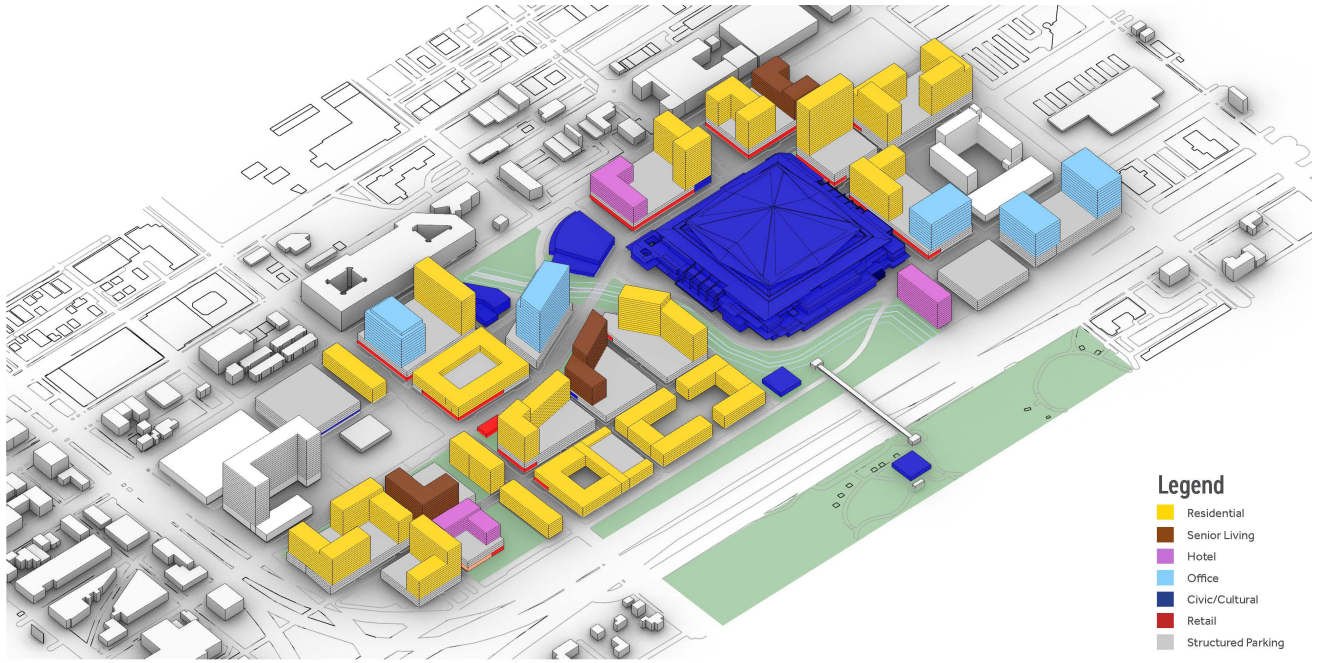 Legend
Residential
Senior Living
Hotel
Office
Civic/Cultural
Retail
Structured Parking